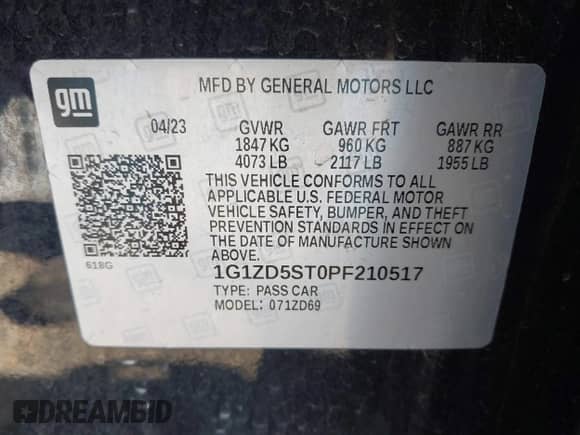 gm
MFD BY GENERAL MOTORS LLC
04/23 GVWR GAWR FRT GAWR RR
1847 KG 960 KG 887 KG
4073 LB 2117 LB 1955 LB
THIS VEHICLE CONFORMS TO ALL
APPLICABLE U.S. FEDERAL MOTOR
VEHICLE SAFETY, BUMPER, AND THEFT
PREVENTION STANDARDS IN EFFECT ON
THE DATE OF MANUFACTURE SHOWN
ABOVE.
618G
1G1ZD5ST0PF210517
TYPE: PASS CAR
MODEL: 071ZD69
DREAMBID